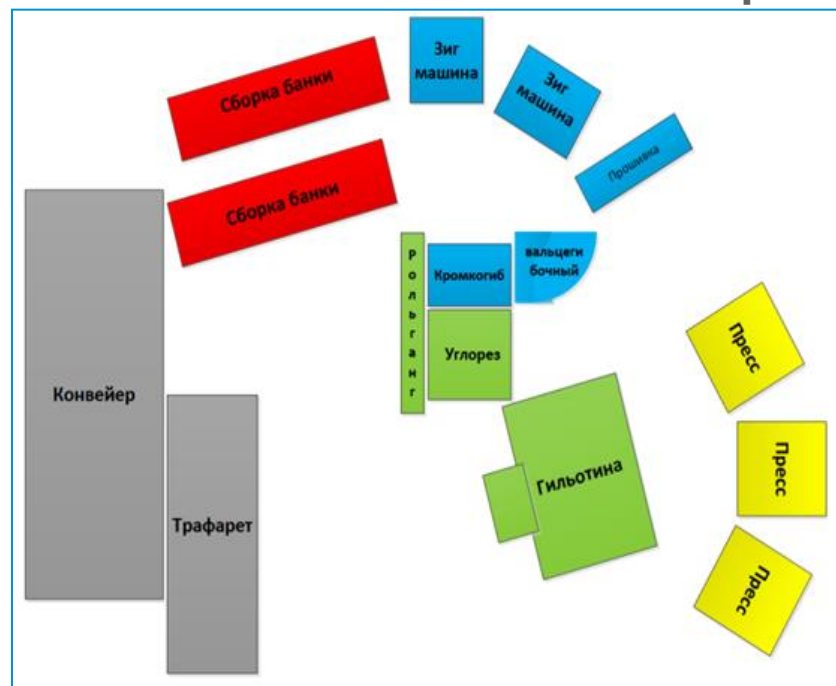 Зиг
машина
Зиг
машина
Сборка банки
Прошивка
Сборка банки
Рольганг
Кромкогиб
вальцеги
бочный
Углорез
Пресс
Конвейер
Гильотина
Пресс
Трафарет
Пресс